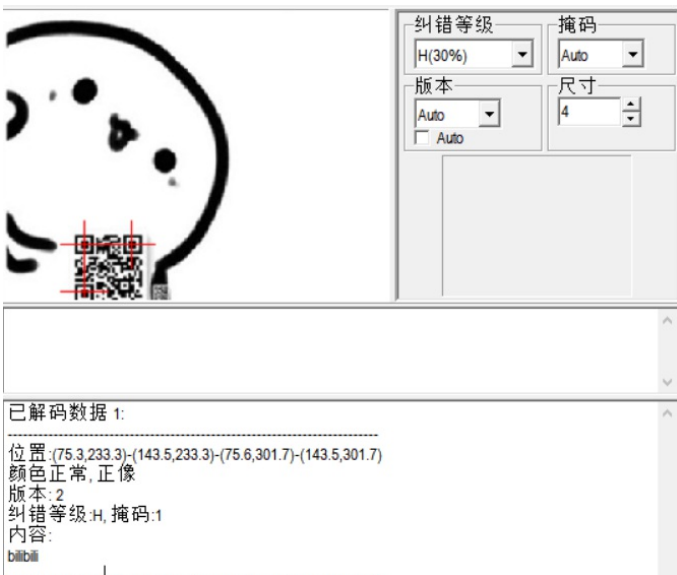 纠错等级
掩码
H(30%)
Auto
版本
尺寸
Auto
4
Auto
已解码数据 1:
---------------------------------------------------------------------------
位置:(75.3,233.3)-(143.5,233.3)-(75.6,301.7)-(143.5,301.7)
颜色正常, 正像
版本: 2
纠错等级:H, 掩码:1
内容:
bilibili